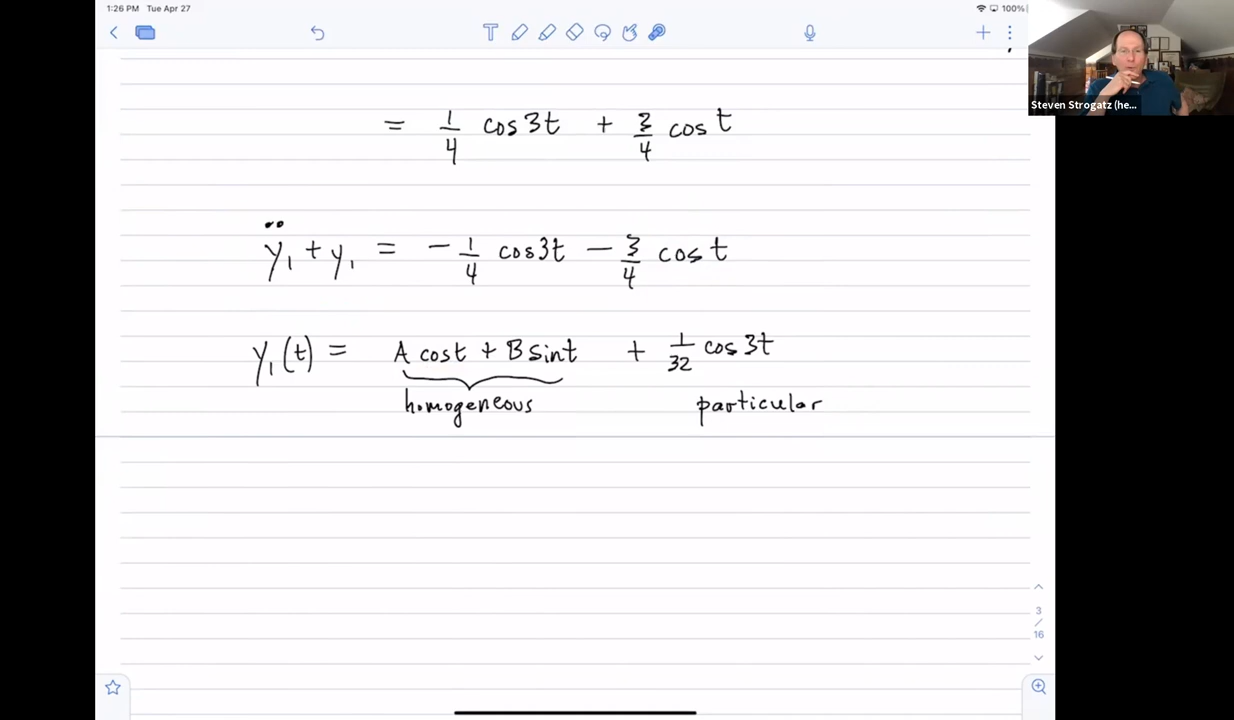 1:26 PM Tue Apr 27
100%
T
Steven Strogatz (he...
= 1/4 cos 3t + 3/4 cos t
ÿ₁ + y₁ = − 1/4 cos 3t − 3/4 cos t
y₁(t) = A cos t + B sin t + 1/32 cos 3t
homogeneous particular
3
/
16